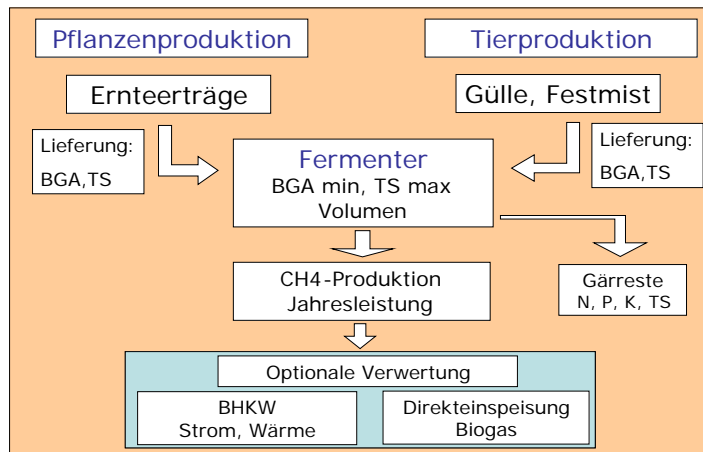 Pflanzenproduktion
Tierproduktion
Ernteerträge
Gülle, Festmist
Lieferung:
BGA,TS
Fermenter
BGA min, TS max
Volumen
Lieferung:
BGA,TS
CH4-Produktion
Jahresleistung
Gärreste
N, P, K, TS
Optionale Verwertung
BHKW
Strom, Wärme
Direkteinspeisung
Biogas